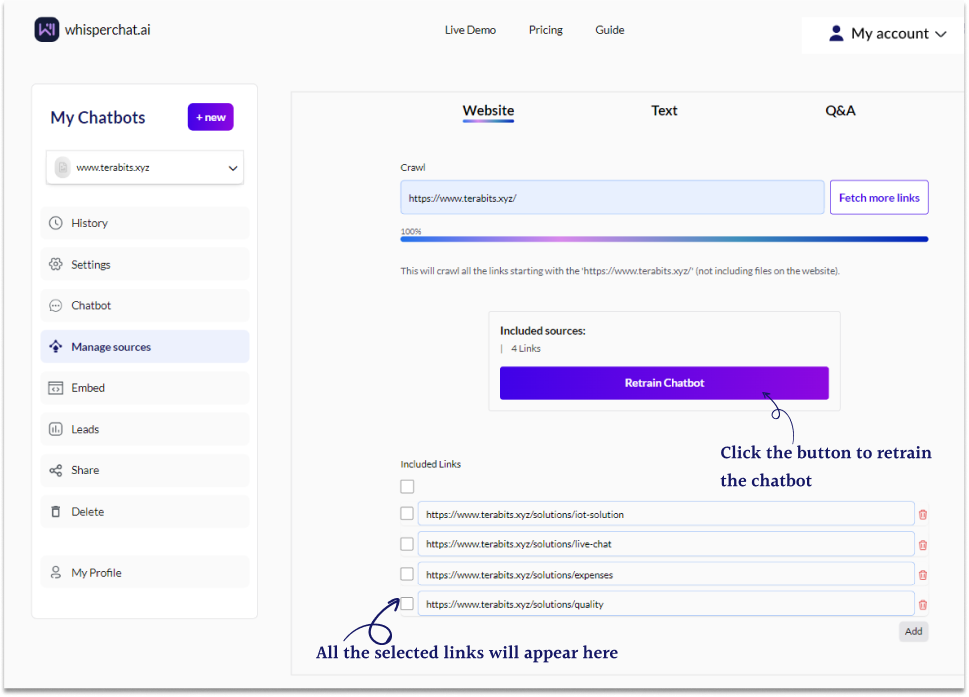 whisperchat.ai
Live Demo
Pricing
Guide
My account
My Chatbots
+ new
www.terabits.xyz
History
Settings
Chatbot
Manage sources
Embed
Leads
Share
Delete
My Profile
Website
Text
Q&A
Crawl
https://www.terabits.xyz/
Fetch more links
100%
This will crawl all the links starting with the 'https://www.terabits.xyz/' (not including files on the website).
Included sources:
| 4 Links
Retrain Chatbot
Click the button to retrain
the chatbot
Included Links
https://www.terabits.xyz/solutions/iot-solution
https://www.terabits.xyz/solutions/live-chat
https://www.terabits.xyz/solutions/expenses
https://www.terabits.xyz/solutions/quality
Add
All the selected links will appear here